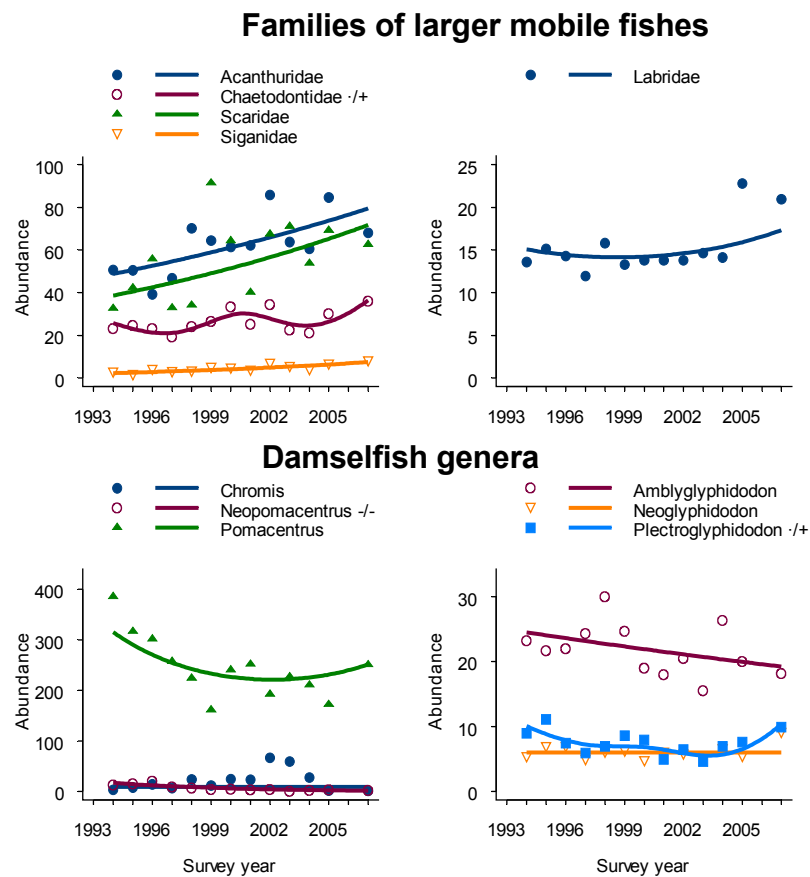 Families of larger mobile fishes
Acanthuridae
Chaetodontidae ·/+
Scaridae
Siganidae
Labridae
Abundance
100
80
60
40
20
0
1993 1996 1999 2002 2005
Abundance
25
20
15
10
5
0
1993 1996 1999 2002 2005
Damselfish genera
Chromis
Neopomacentrus -/-
Pomacentrus
Amblyglyphidodon
Neoglyphidodon
Plectroglyphidodon ·/+
Abundance
400
300
200
100
0
1993 1996 1999 2002 2005
Survey year
Abundance
30
20
10
0
1993 1996 1999 2002 2005
Survey year